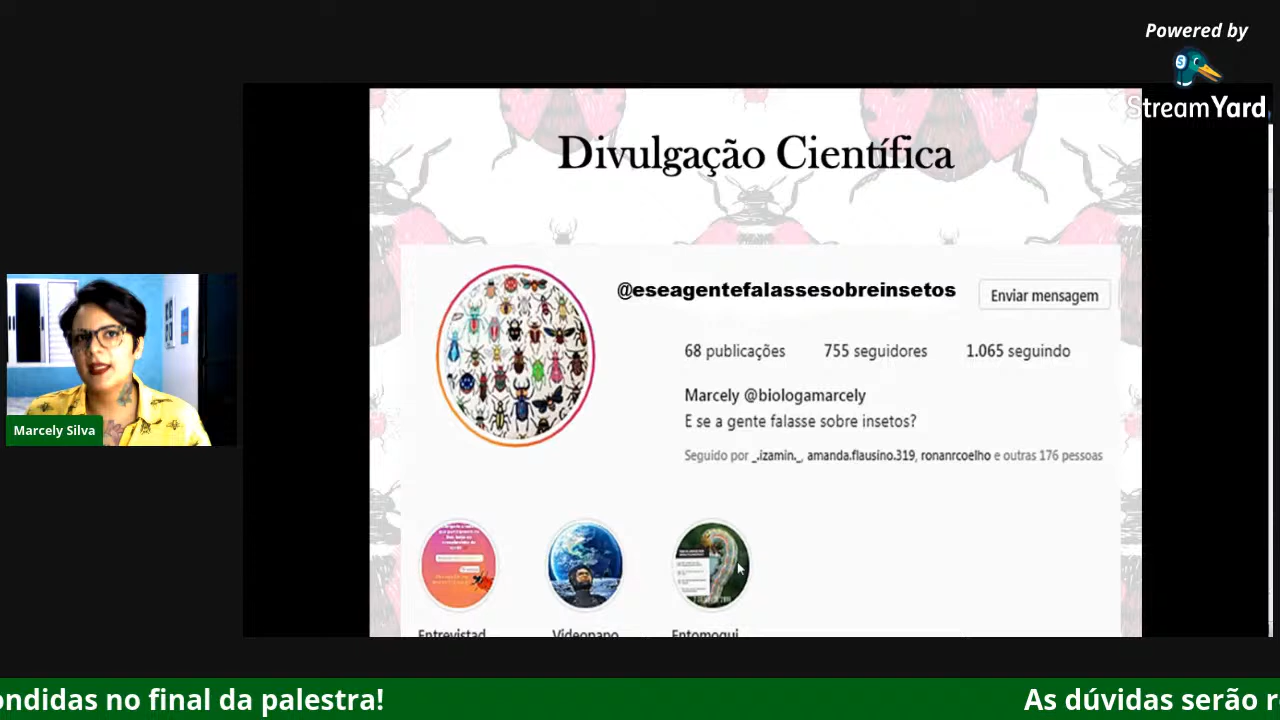 Powered by
StreamYard
Divulgação Científica
@eseagentefalassesobreinsetos
Enviar mensagem
68 publicações 755 seguidores 1.065 seguindo
Marcely @biologamarcely
E se a gente falasse sobre insetos?
Seguido por _.izamin._, amanda.flausino.319, ronanrcoelho e outras 176 pessoas
Marcely Silva
Entrevistad Videopapo Entomoqui
ondidas no final da palestra! As dúvidas serão r